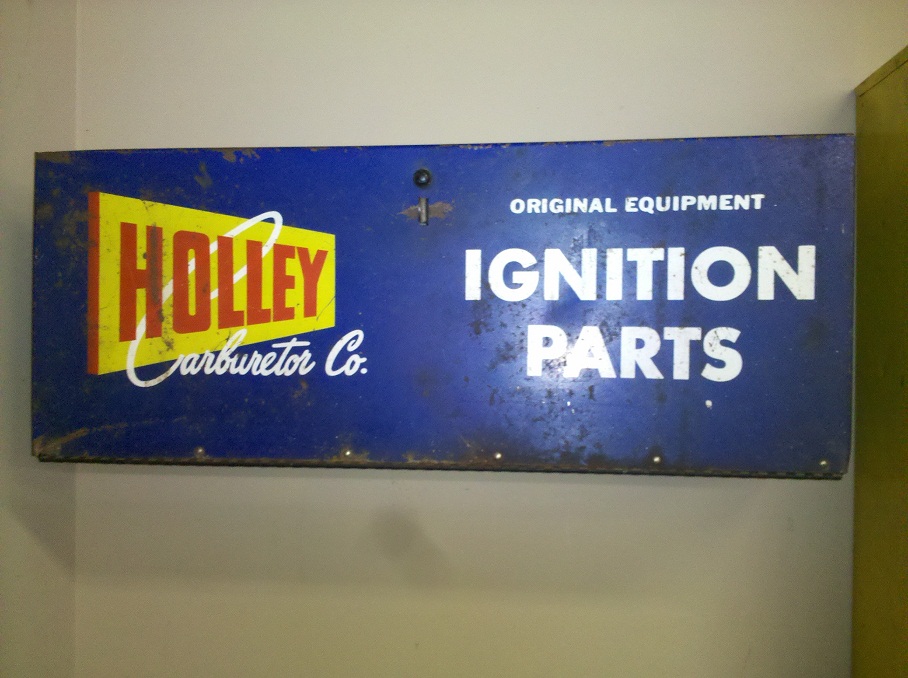 HOLLEY
Carburetor Co.
ORIGINAL EQUIPMENT
IGNITION
PARTS